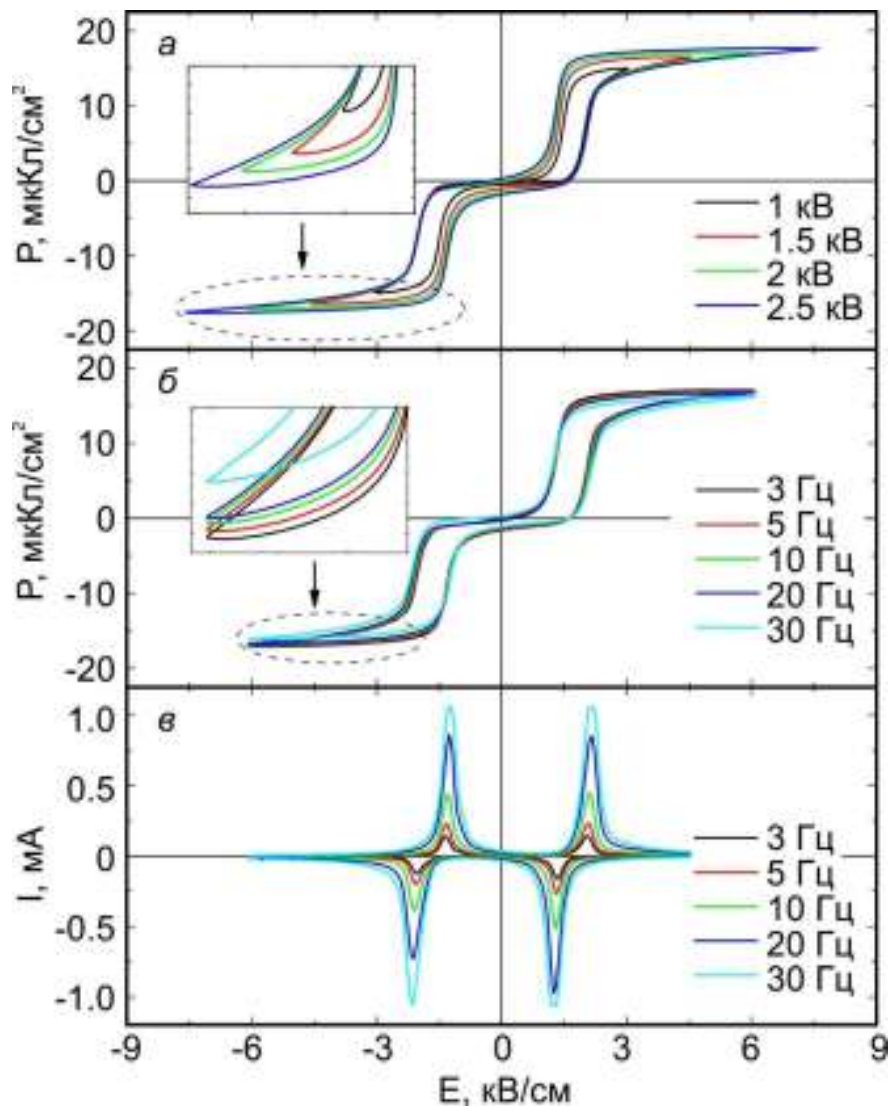 а
20
10
0
-10
-20
P, мкКл/см²
1 кВ
1.5 кВ
2 кВ
2.5 кВ
б
20
10
0
-10
-20
P, мкКл/см²
3 Гц
5 Гц
10 Гц
20 Гц
30 Гц
в
1.0
0.5
0
-0.5
-1.0
I, мА
3 Гц
5 Гц
10 Гц
20 Гц
30 Гц
-9 -6 -3 0 3 6 9
E, кВ/см